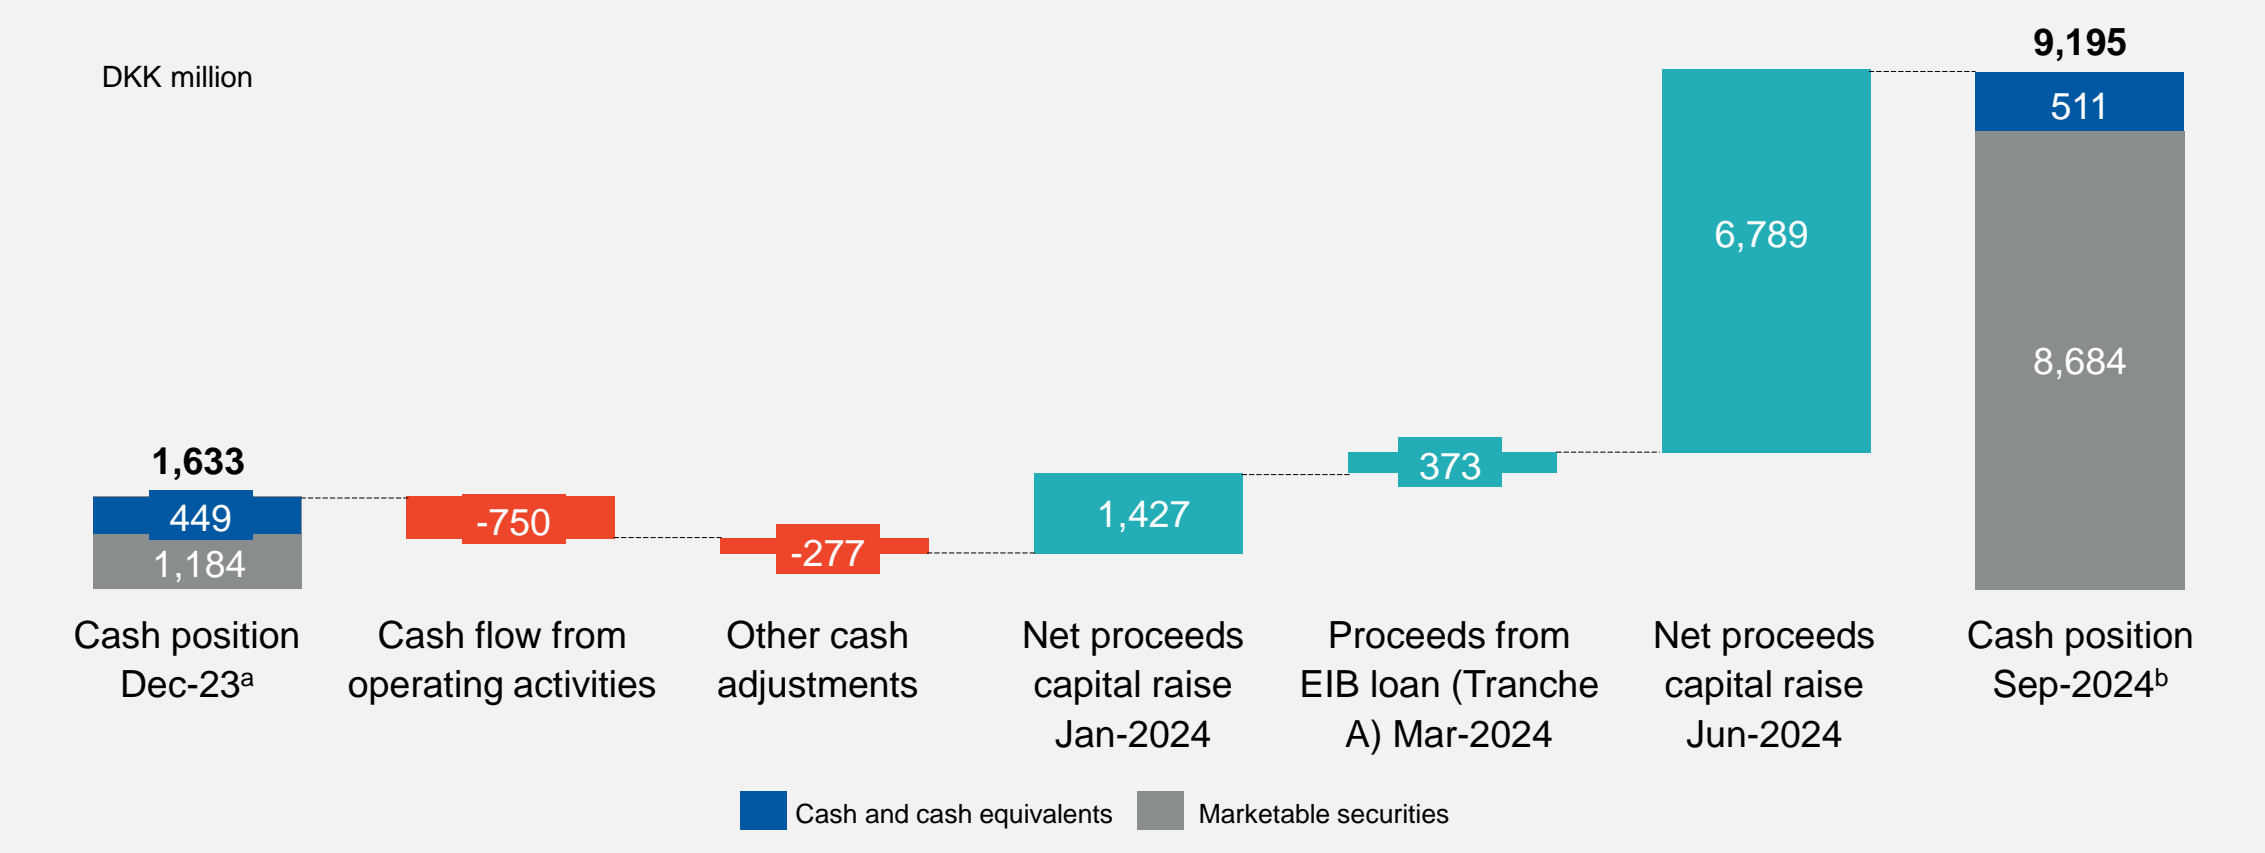 DKK million
9,195
511
6,789
8,684
1,633
449
1,184
-750
-277
1,427
373
Cash position
Dec-23ᵃ
Cash flow from
operating activities
Other cash
adjustments
Net proceeds
capital raise
Jan-2024
Proceeds from
EIB loan (Tranche
A) Mar-2024
Net proceeds
capital raise
Jun-2024
Cash position
Sep-2024ᵇ
Cash and cash equivalents
Marketable securities